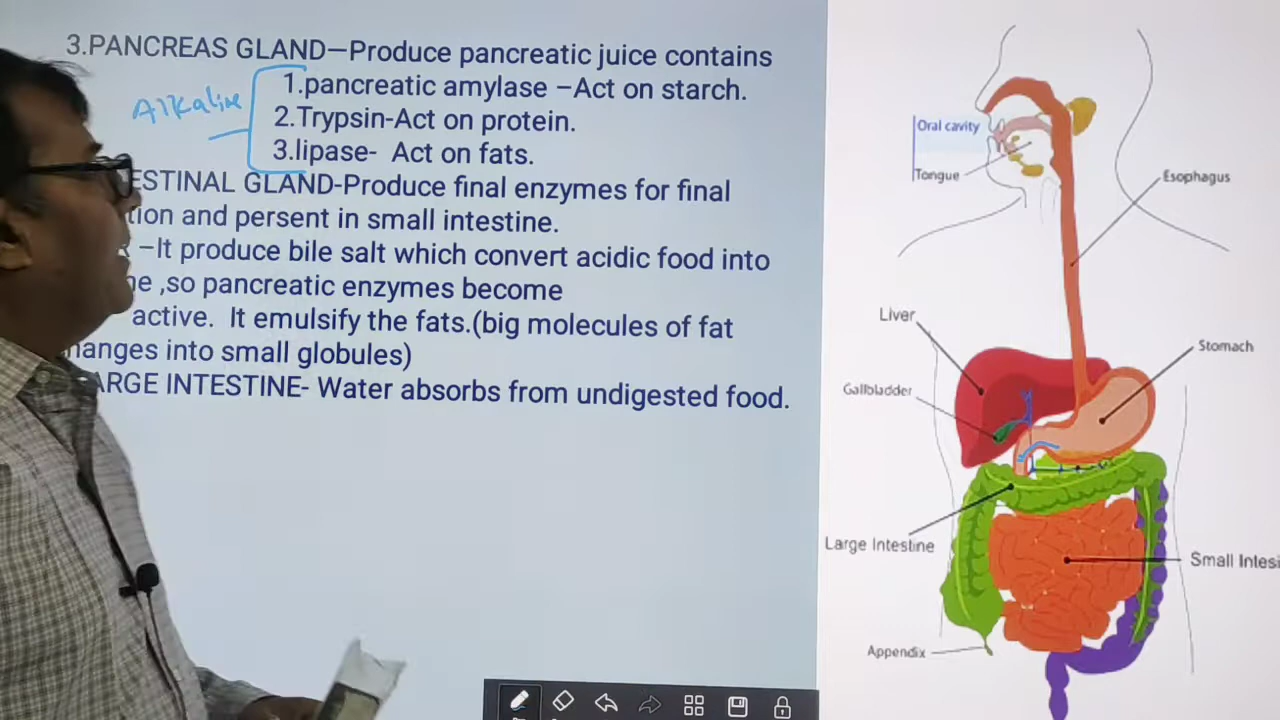 3.PANCREAS GLAND—Produce pancreatic juice contains
Alkaline
1.pancreatic amylase –Act on starch.
2.Trypsin-Act on protein.
3.lipase- Act on fats.
ESTINAL GLAND-Produce final enzymes for final
tion and persent in small intestine.
–It produce bile salt which convert acidic food into
,so pancreatic enzymes become
active. It emulsify the fats.(big molecules of fat
hanges into small globules)
ARGE INTESTINE- Water absorbs from undigested food.
Oral cavity
Tongue
Esophagus
Liver
Stomach
Gallbladder
Large Intestine
Small Intesi
Appendix